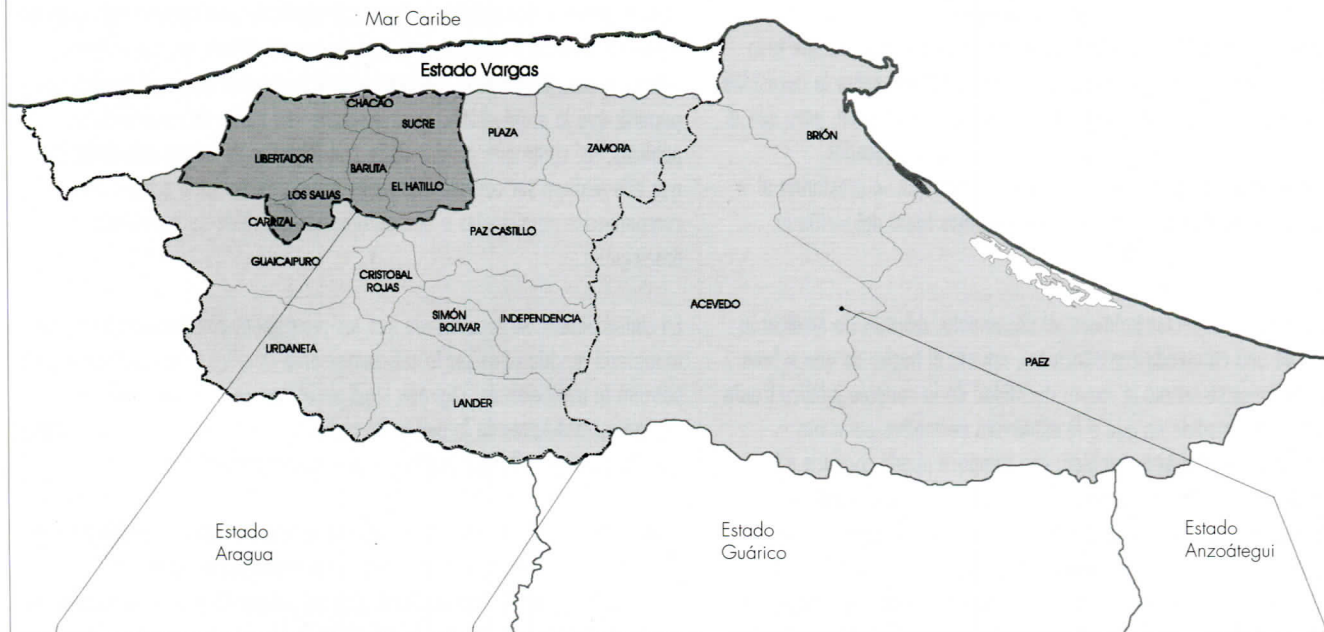 Mar Caribe
Estado Vargas
CHACAO
SUCRE
PLAZA
ZAMORA
BRIÓN
LIBERTADOR
BARUTA
EL HATILLO
LOS SALIAS
CARRIZAL
PAZ CASTILLO
GUAICAIPURO
CRISTOBAL
ROJAS
ACEVEDO
SIMÓN
BOLIVAR
INDEPENDENCIA
URDANETA
PAEZ
LANDER
Estado
Aragua
Estado
Guárico
Estado
Anzoátegui